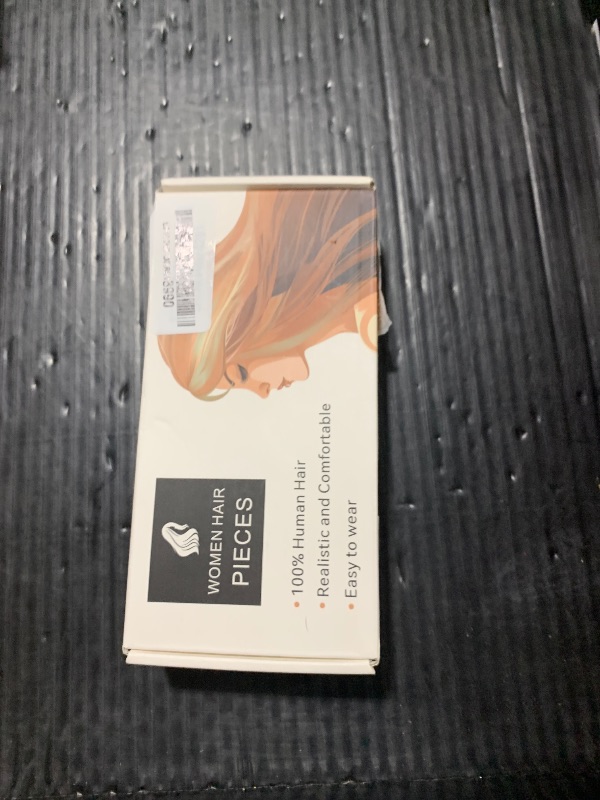 WOMEN HAIR
PIECES
• 100% Human Hair
• Realistic and Comfortable
• Easy to wear